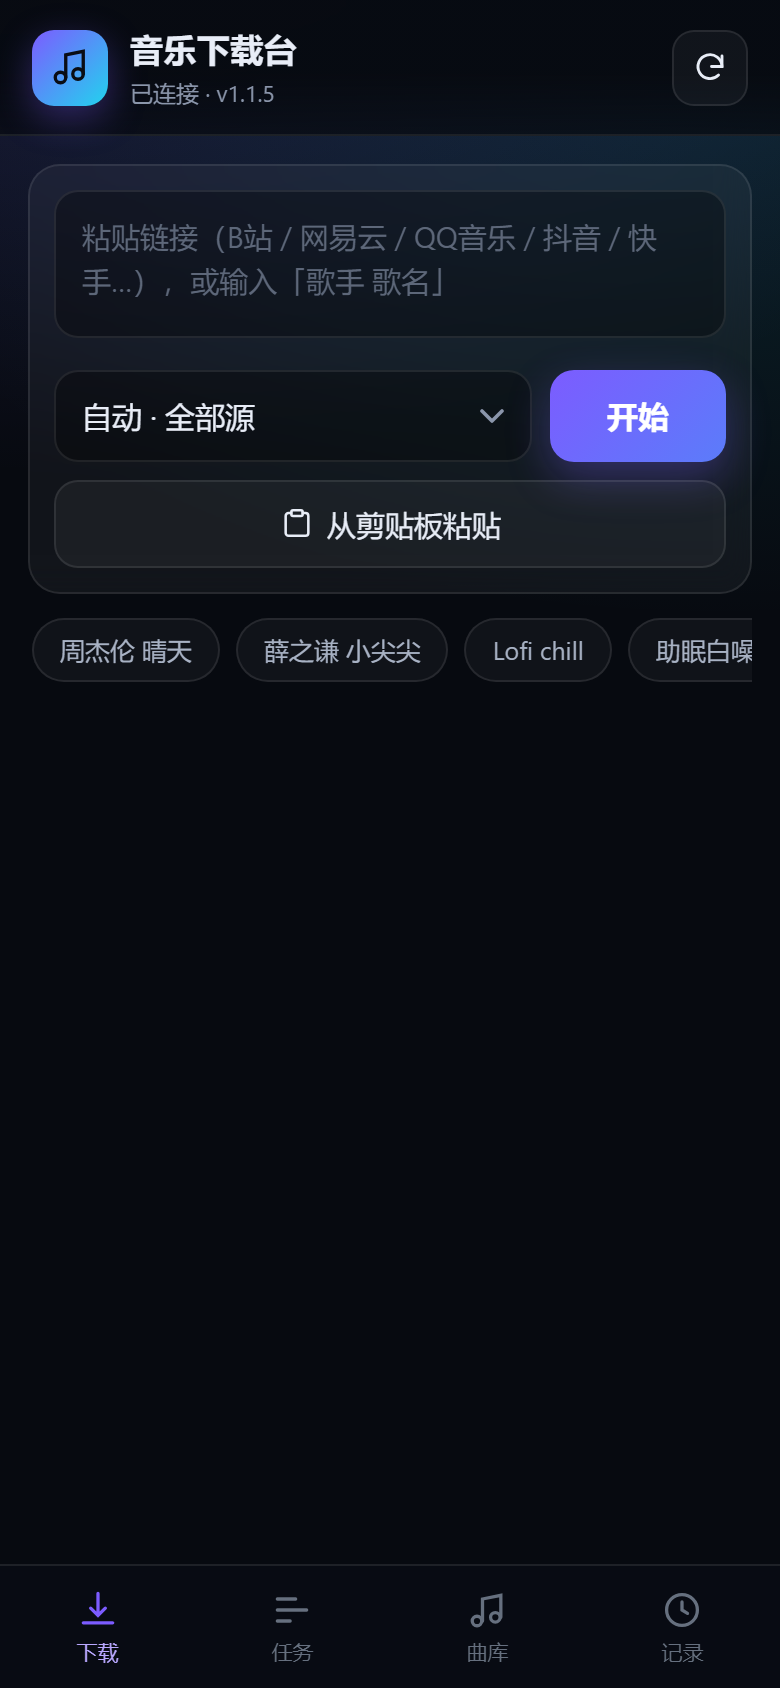 音乐下载台
已连接 · v1.1.5
粘贴链接（B站 / 网易云 / QQ音乐 / 抖音 / 快
手...），或输入「歌手 歌名」
自动 · 全部源
开始
从剪贴板粘贴
周杰伦 晴天
薛之谦 小尖尖
Lofi chill
助眠白噪
下载
任务
曲库
记录